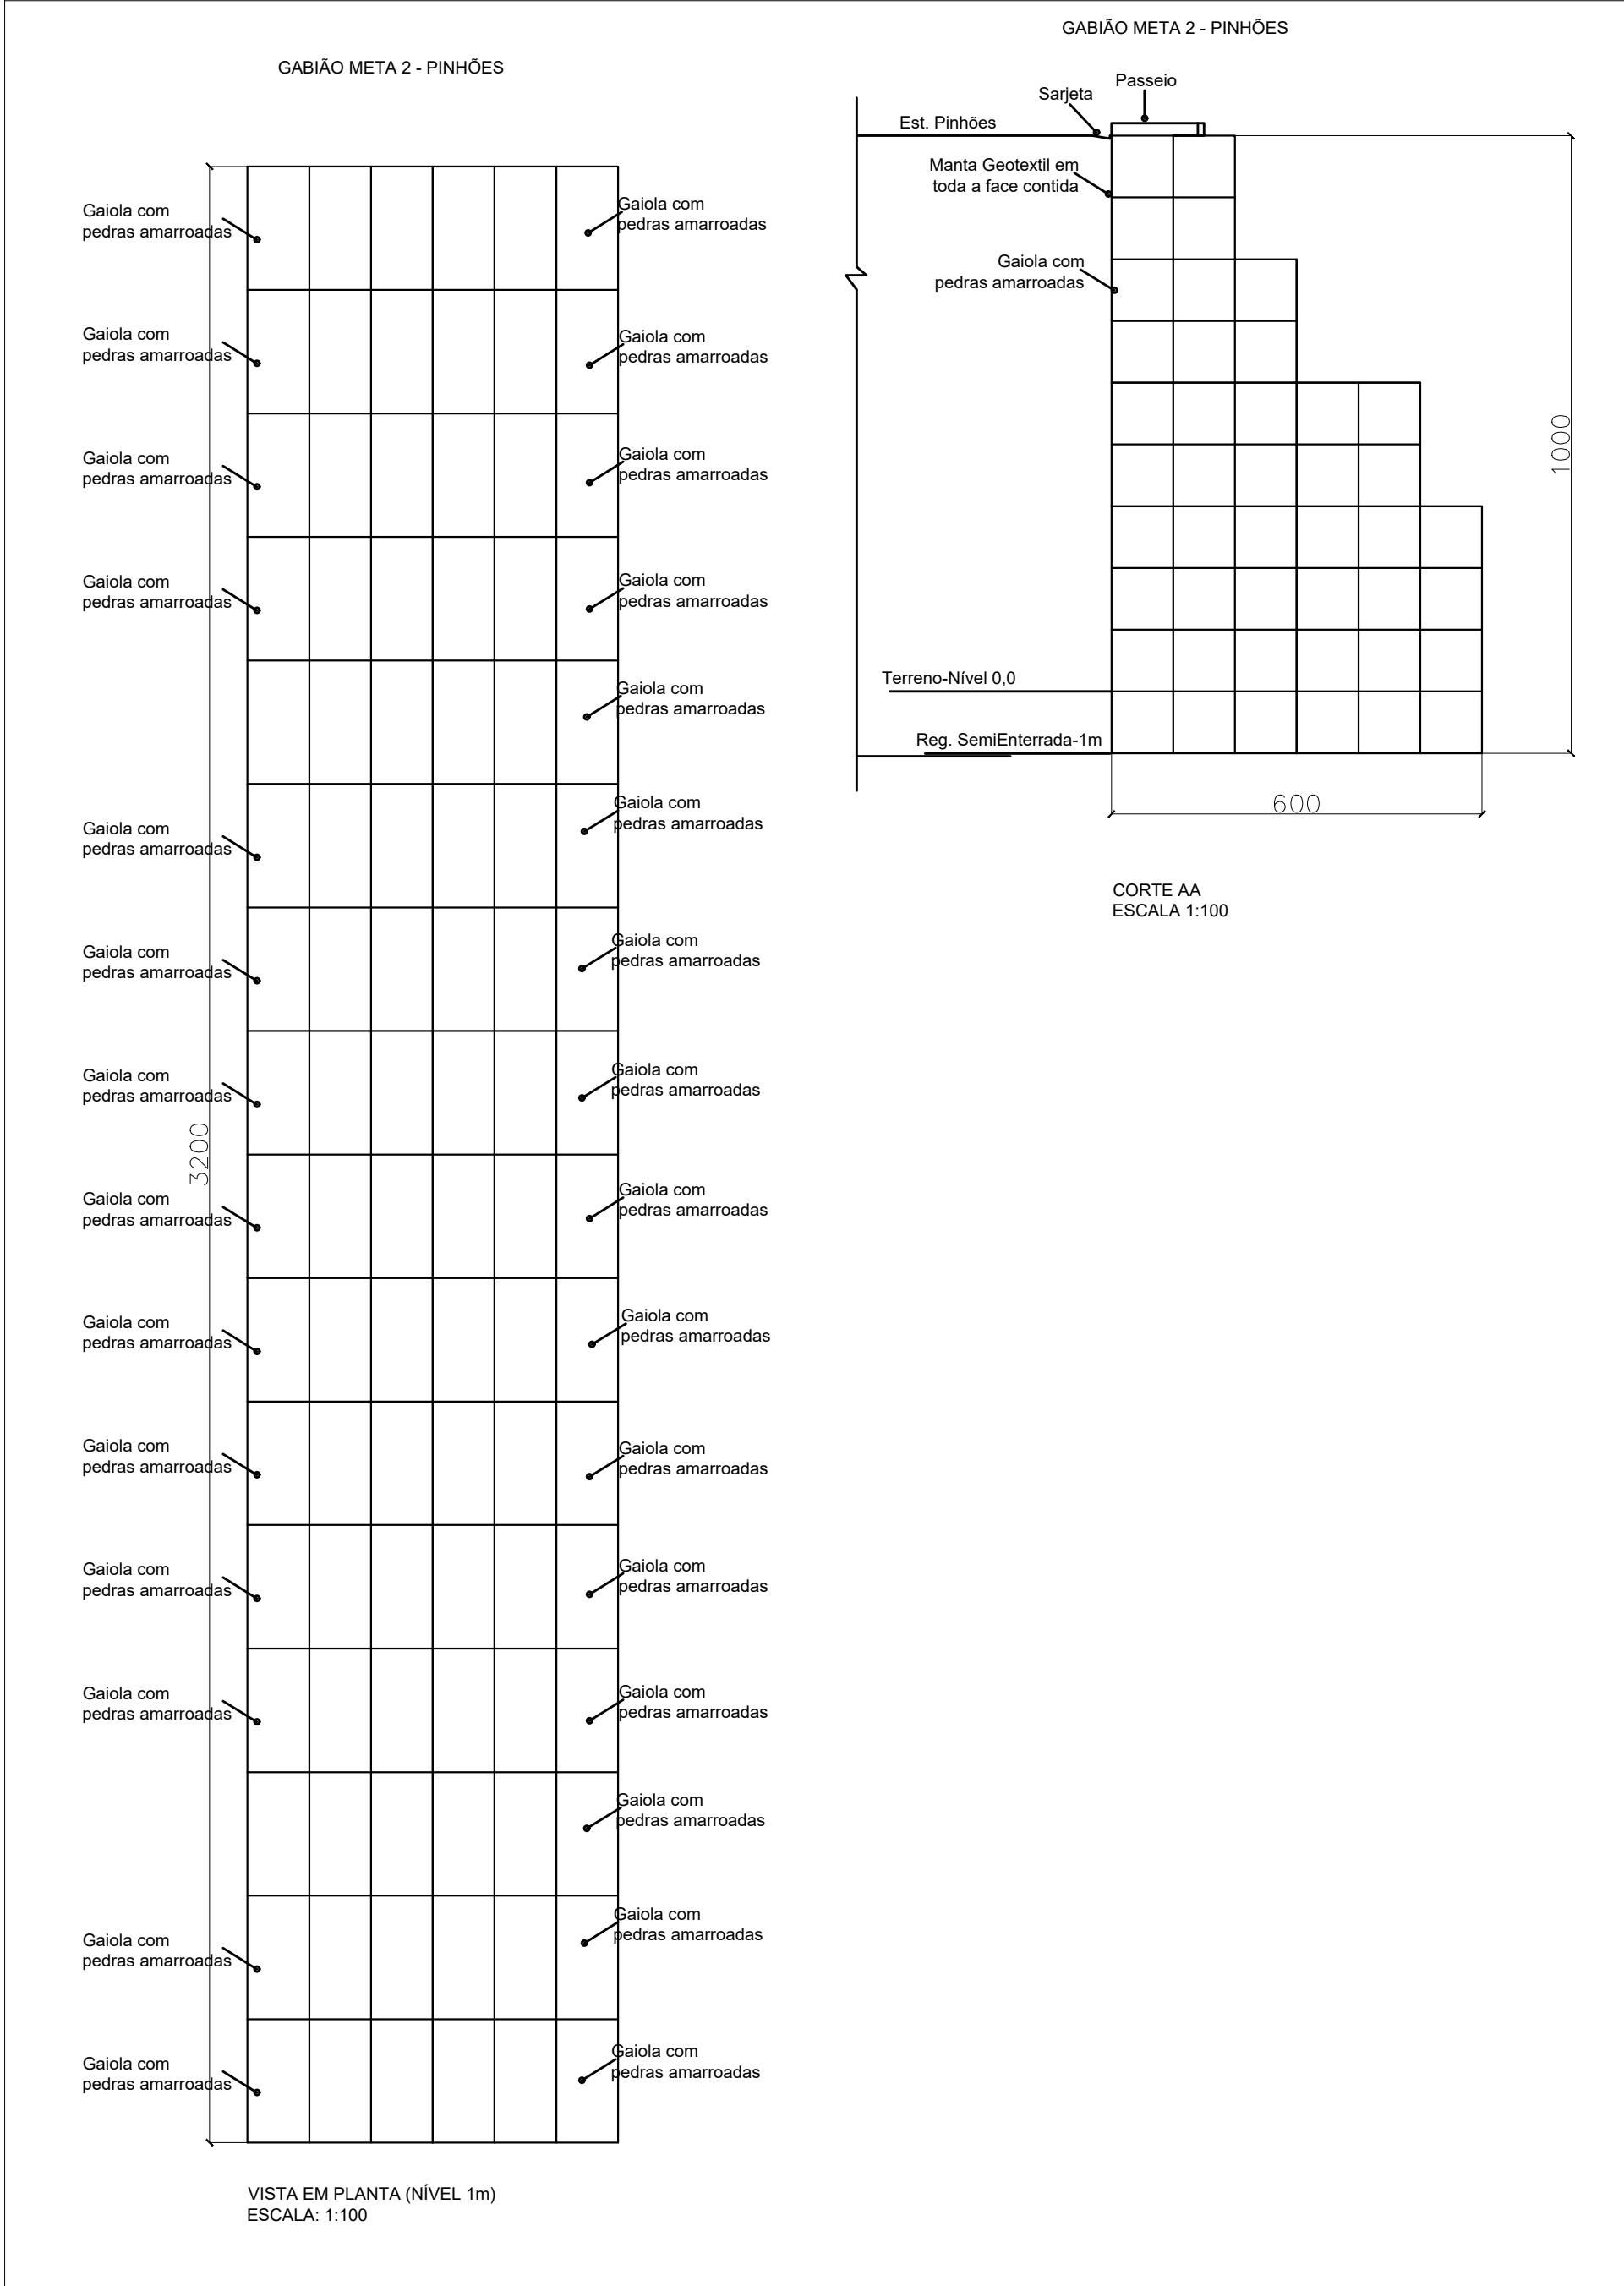 GABIÃO META 2 - PINHÕES
Gaiola com
pedras amarroadas
Gaiola com
pedras amarroadas
Gaiola com
pedras amarroadas
Gaiola com
pedras amarroadas
Gaiola com
pedras amarroadas
Gaiola com
pedras amarroadas
Gaiola com
pedras amarroadas
Gaiola com
pedras amarroadas
Gaiola com
pedras amarroadas
Gaiola com
pedras amarroadas
Gaiola com
pedras amarroadas
Gaiola com
pedras amarroadas
Gaiola com
pedras amarroadas
Gaiola com
pedras amarroadas
3200
Gaiola com
pedras amarroadas
Gaiola com
pedras amarroadas
Gaiola com
pedras amarroadas
Gaiola com
pedras amarroadas
Gaiola com
pedras amarroadas
Gaiola com
pedras amarroadas
Gaiola com
pedras amarroadas
Gaiola com
pedras amarroadas
Gaiola com
pedras amarroadas
Gaiola com
pedras amarroadas
Gaiola com
pedras amarroadas
Gaiola com
pedras amarroadas
Gaiola com
pedras amarroadas
Gaiola com
pedras amarroadas
Gaiola com
pedras amarroadas
Gaiola com
pedras amarroadas
VISTA EM PLANTA (NÍVEL 1m)
ESCALA: 1:100
GABIÃO META 2 - PINHÕES
Passeio
Sarjeta
Est. Pinhões
Manta Geotextil em
toda a face contida
Gaiola com
pedras amarroadas
1000
Terreno-Nível 0,0
Reg. SemiEnterrada-1m
600
CORTE AA
ESCALA 1:100